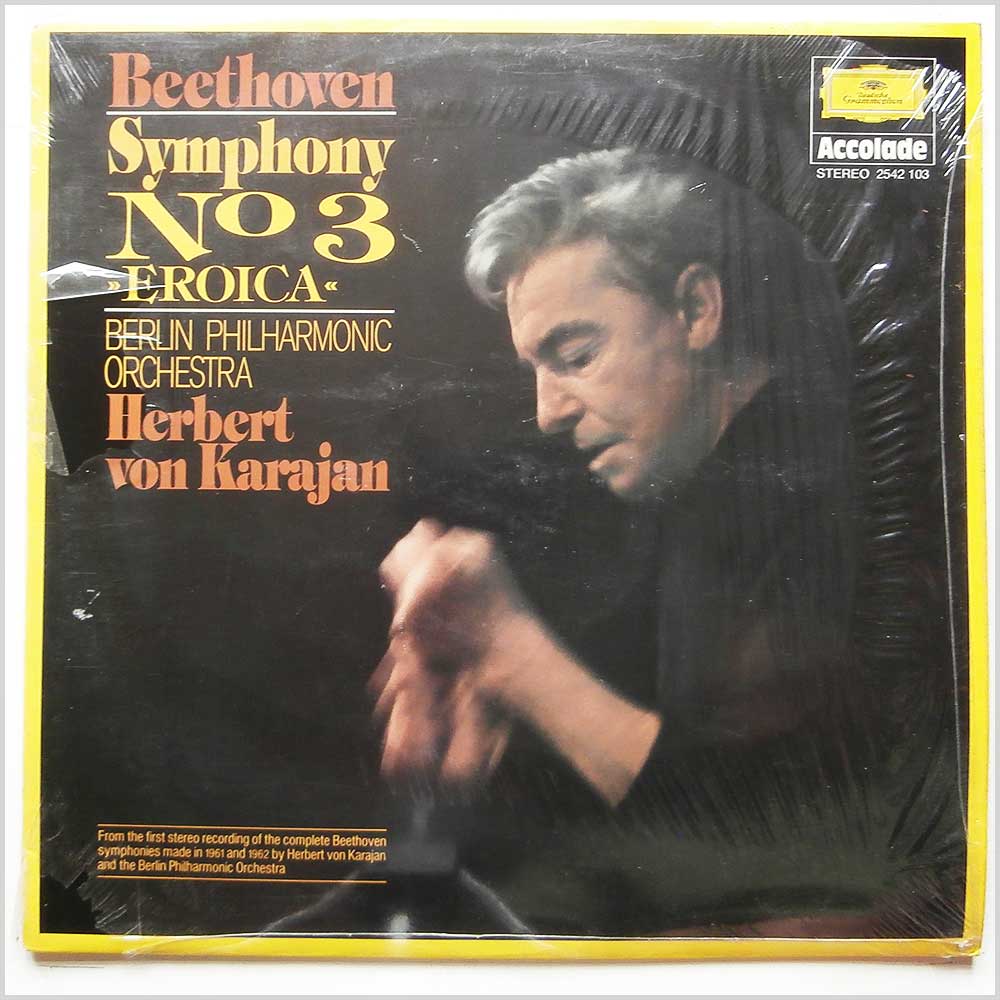 Beethoven
Symphony
No 3
»EROICA«
BERLIN PHILHARMONIC
ORCHESTRA
Herbert
von Karajan
Deutsche
Grammophon
Accolade
STEREO 2542 103
From the first stereo recording of the complete Beethoven
symphonies made in 1961 and 1962 by Herbert von Karajan
and the Berlin Philharmonic Orchestra